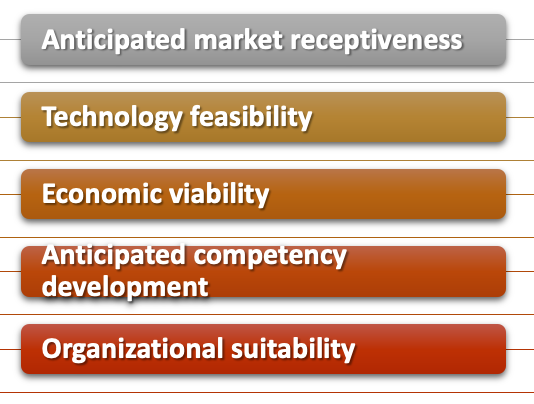 Anticipated market receptiveness
Technology feasibility
Economic viability
Anticipated competency
development
Organizational suitability